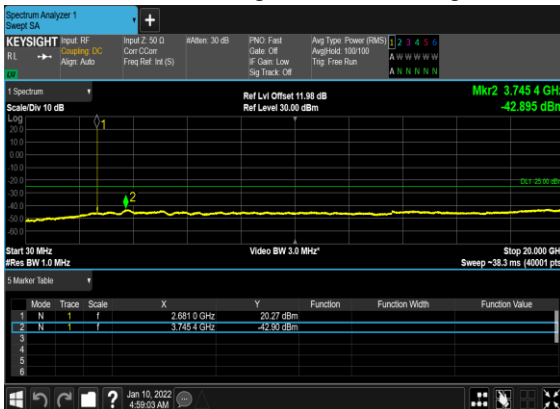 Spectrum Analyzer 1
Swept SA
KEYSIGHT Input: RF Input Z: 50 Ω #Atten: 30 dB PNO: Fast Avg Type: Power (RMS) 1 2 3 4 5 6
RL Coupling: DC Corr CCorr Gate: Off Avg|Hold: 100/100 A W W W W W
Align: Auto Freq Ref: Int (S) IF Gain: Low Trig: Free Run
Sig Track: Off A N N N N N
1 Spectrum Ref Lvl Offset 11.98 dB Mkr2 3.745 4 GHz
Scale/Div 10 dB Ref Level 30.00 dBm -42.895 dBm
Log
20.0 1
10.0
0.00
-10.0
-20.0 DL1 -25.00 dBm
-30.0
-40.0 2
-50.0
-60.0
Start 30 MHz Video BW 3.0 MHz* Stop 20.000 GH
#Res BW 1.0 MHz Sweep ~38.3 ms (40001 pts
5 Marker Table
Mode Trace Scale X Y Function Function Width Function Value
1 N 1 f 2.681 0 GHz 20.27 dBm
2 N 1 f 3.745 4 GHz -42.90 dBm
3
4
5
6
Jan 10, 2022
4:59:03 AM